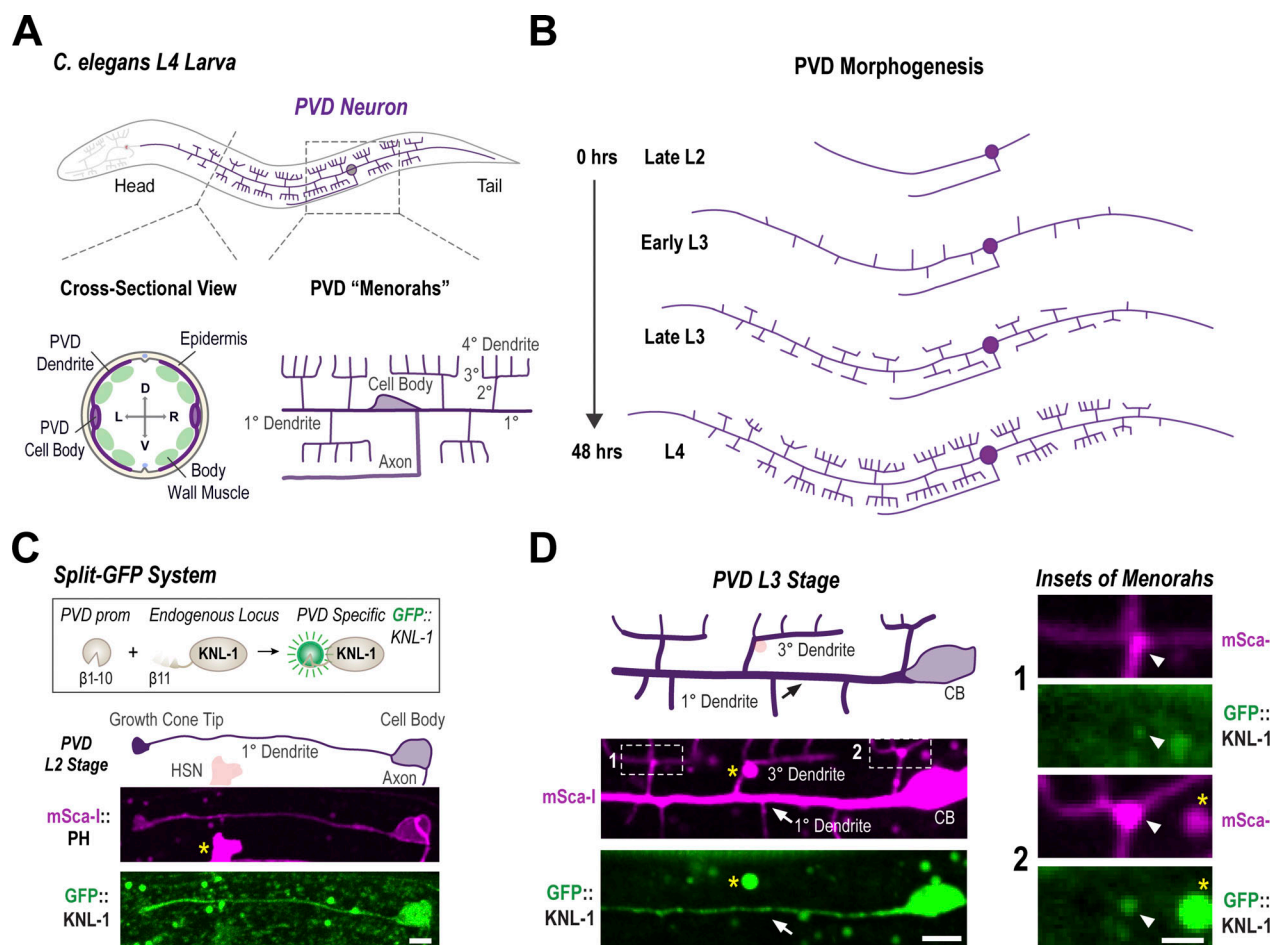 A
C. elegans L4 Larva
PVD Neuron
Head
Tail
Cross-Sectional View
PVD “Menorahs”
PVD
Dendrite
Epidermis
D
L
R
V
PVD
Cell Body
Body
Wall Muscle
4° Dendrite
3°
2°
Cell Body
1° Dendrite
1°
Axon
B
PVD Morphogenesis
0 hrs
Late L2
Early L3
Late L3
48 hrs
L4
C
Split-GFP System
PVD prom
Endogenous Locus
PVD Specific GFP::
KNL-1
+
KNL-1
KNL-1
β1-10
β11
Growth Cone Tip
Cell Body
PVD
L2 Stage
1° Dendrite
HSN
Axon
mSca-I::
PH
*
GFP::
KNL-1
D
PVD L3 Stage
3° Dendrite
1° Dendrite
CB
mSca-I
1
2
*
3° Dendrite
1° Dendrite
CB
GFP::
KNL-1
*
Insets of Menorahs
1
mSca-
GFP::
KNL-1
2
*
mSca-
*
GFP::
KNL-1